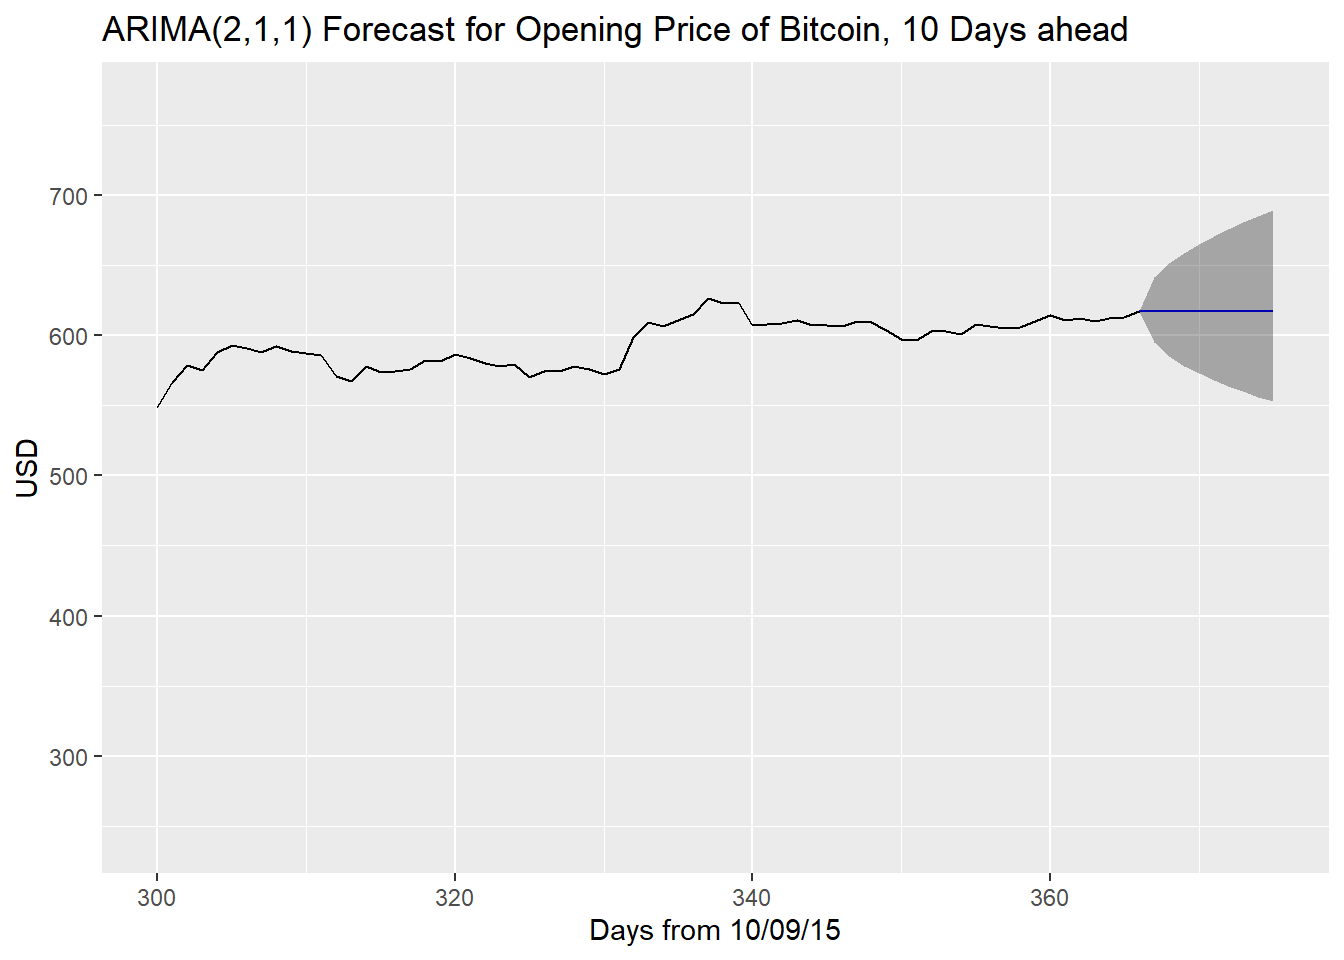 ARIMA(2,1,1) Forecast for Opening Price of Bitcoin, 10 Days ahead
700
600
500
400
300
USD
300 320 340 360
Days from 10/09/15